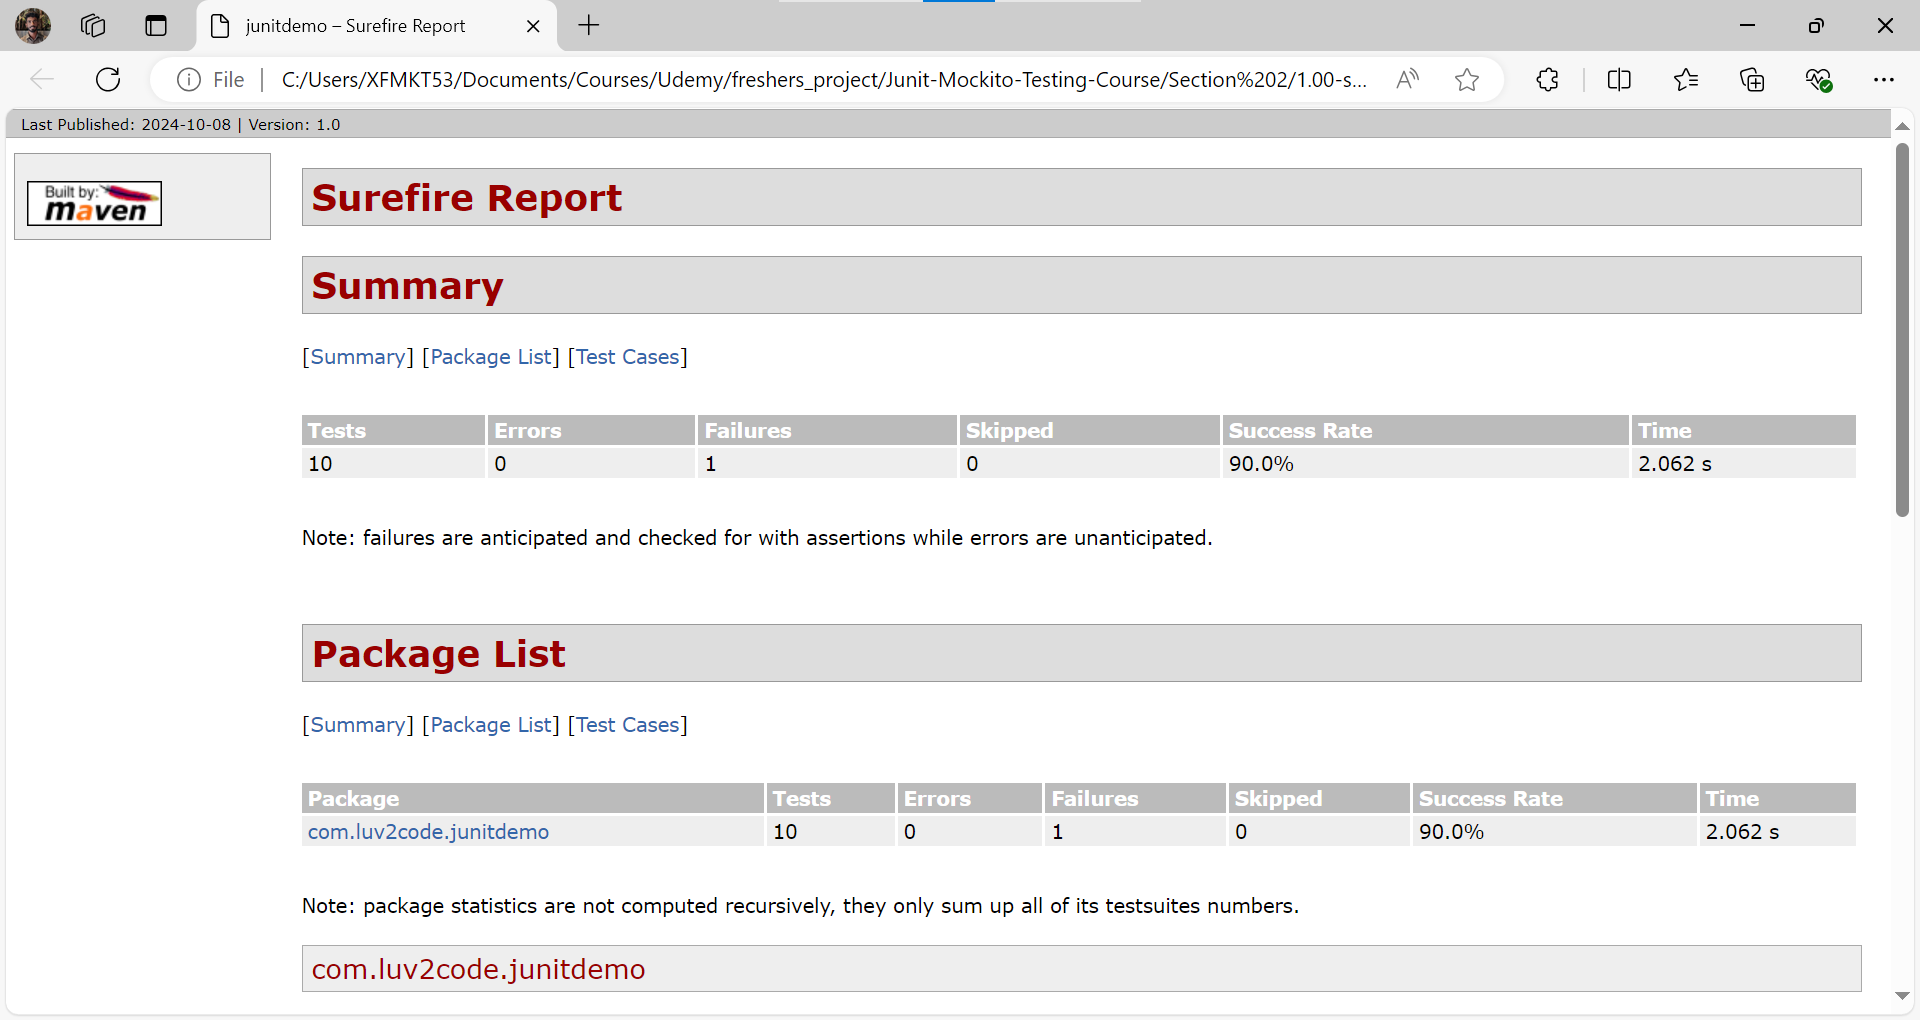 junitdemo – Surefire Report
File
C:/Users/XFMKT53/Documents/Courses/Udemy/freshers_project/Junit-Mockito-Testing-Course/Section%202/1.00-s...
Last Published: 2024-10-08 | Version: 1.0
Built by:
maven
Surefire Report
Summary
[Summary] [Package List] [Test Cases]
Tests Errors Failures Skipped Success Rate Time
10 0 1 0 90.0% 2.062 s
Note: failures are anticipated and checked for with assertions while errors are unanticipated.
Package List
[Summary] [Package List] [Test Cases]
Package Tests Errors Failures Skipped Success Rate Time
com.luv2code.junitdemo 10 0 1 0 90.0% 2.062 s
Note: package statistics are not computed recursively, they only sum up all of its testsuites numbers.
com.luv2code.junitdemo